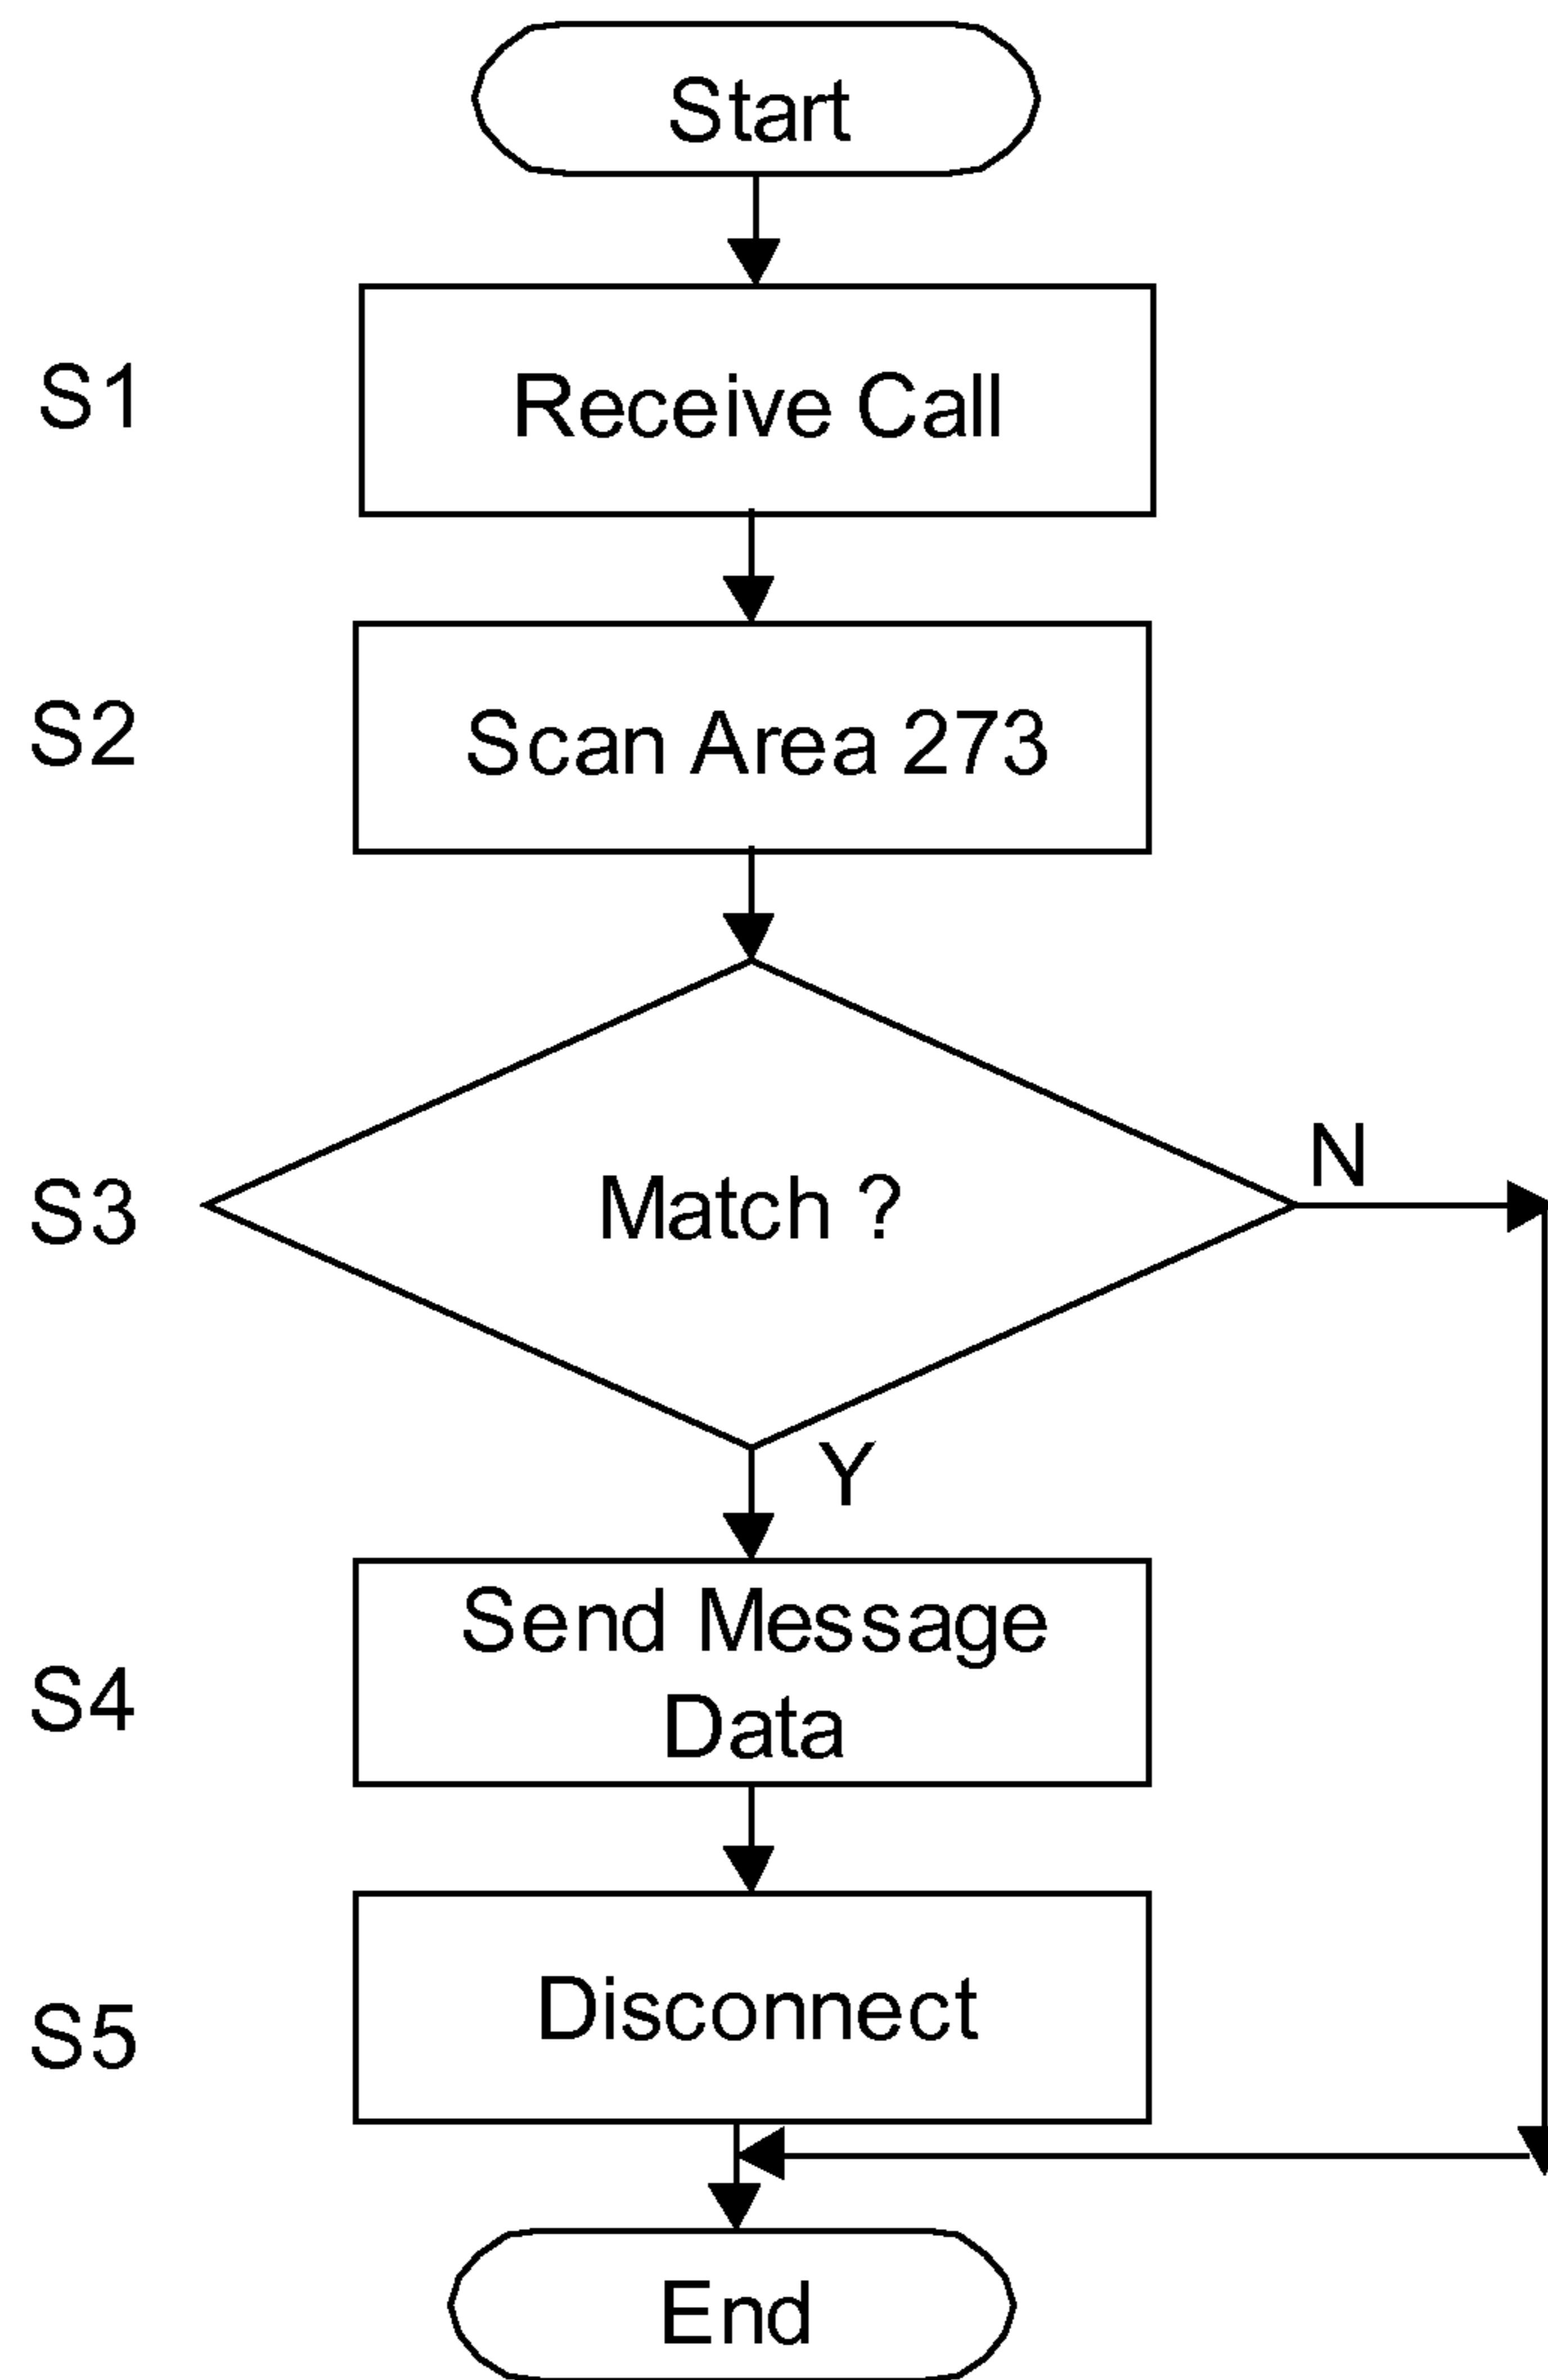 Start
S1
Receive Call
S2
Scan Area 273
S3
Match ?
N
Y
S4
Send Message
Data
S5
Disconnect
End